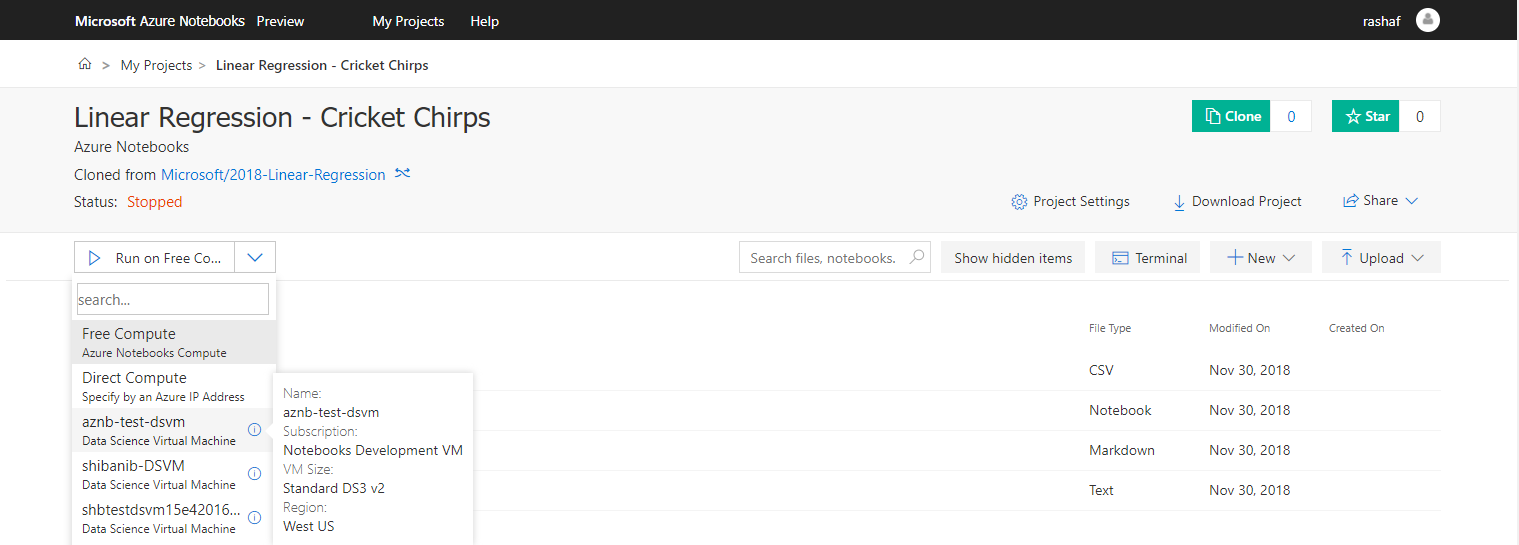 Microsoft Azure Notebooks Preview My Projects Help rashaf
> My Projects > Linear Regression - Cricket Chirps
Linear Regression - Cricket Chirps
Clone 0 Star 0
Azure Notebooks
Cloned from Microsoft/2018-Linear-Regression
Status: Stopped
Project Settings Download Project Share
Run on Free Co...
Search files, notebooks. Show hidden items Terminal New Upload
search...
Free Compute
Azure Notebooks Compute
Direct Compute
Specify by an Azure IP Address
aznb-test-dsvm
Data Science Virtual Machine
shibanib-DSVM
Data Science Virtual Machine
shbtestdsvm15e42016...
Data Science Virtual Machine
Name:
aznb-test-dsvm
Subscription:
Notebooks Development VM
VM Size:
Standard DS3 v2
Region:
West US
File Type Modified On Created On
CSV Nov 30, 2018
Notebook Nov 30, 2018
Markdown Nov 30, 2018
Text Nov 30, 2018